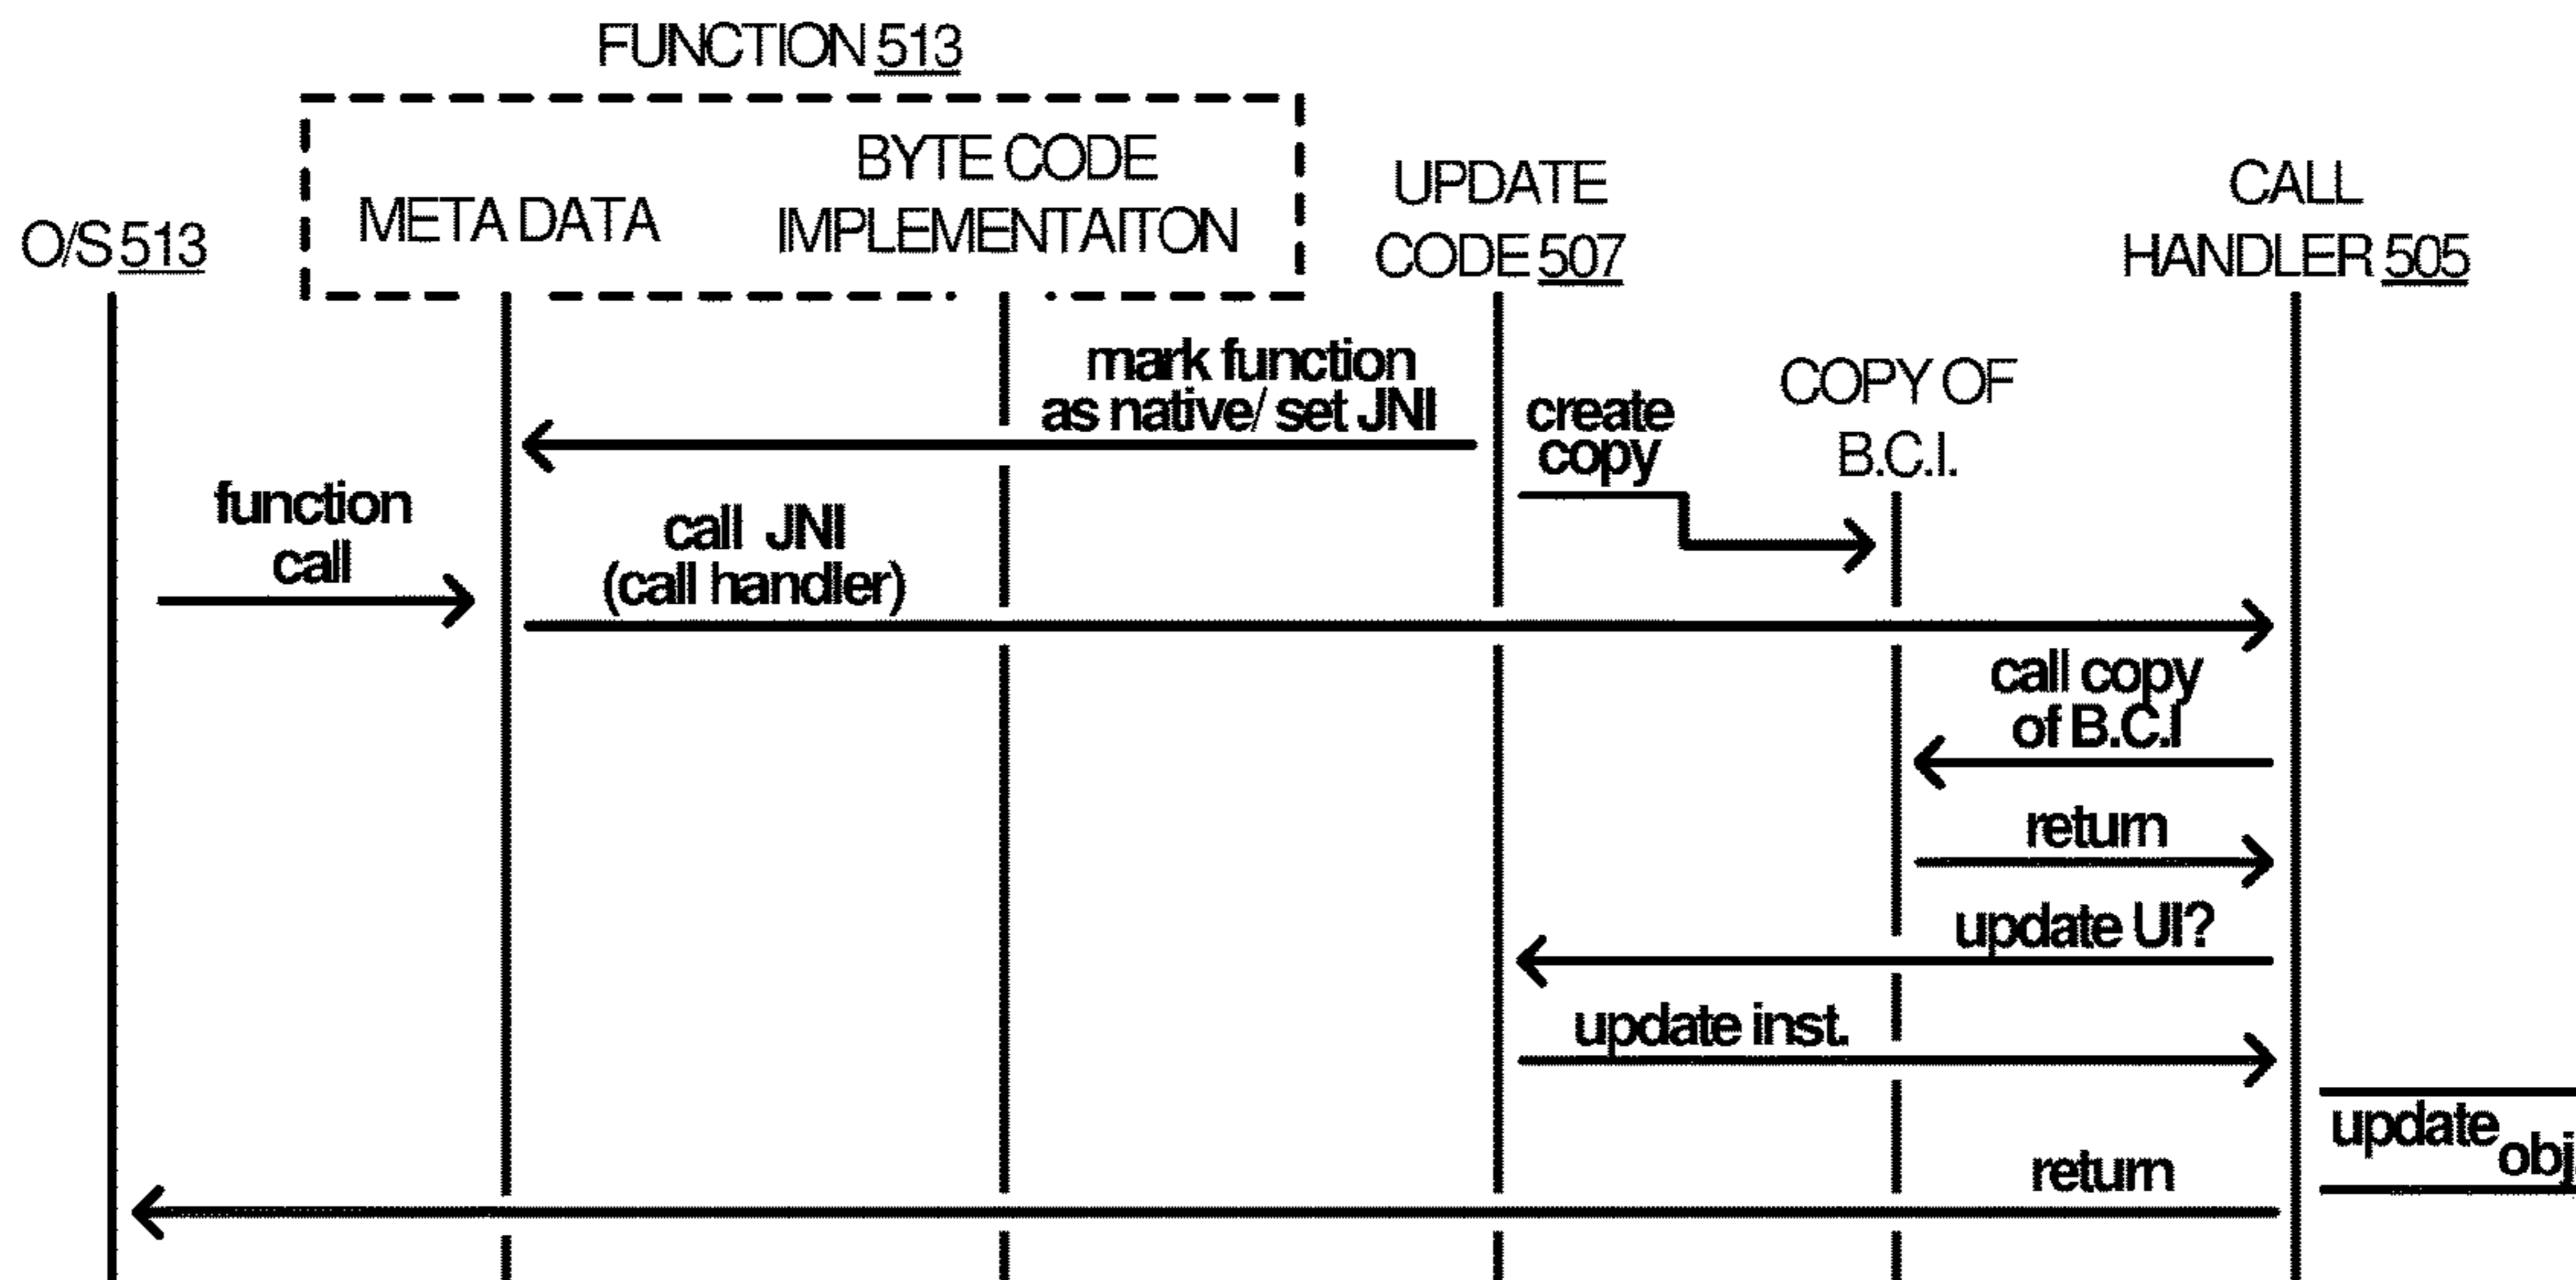 FUNCTION 513
BYTE CODE
META DATA
IMPLEMENTAITON
UPDATE
CODE 507
CALL
HANDLER 505
O/S 513
mark function
as native/ set JNI
create
copy
COPY OF
B.C.I.
function
call
call JNI
(call handler)
call copy
of B.C.I
return
update UI?
update inst.
update
obj
return